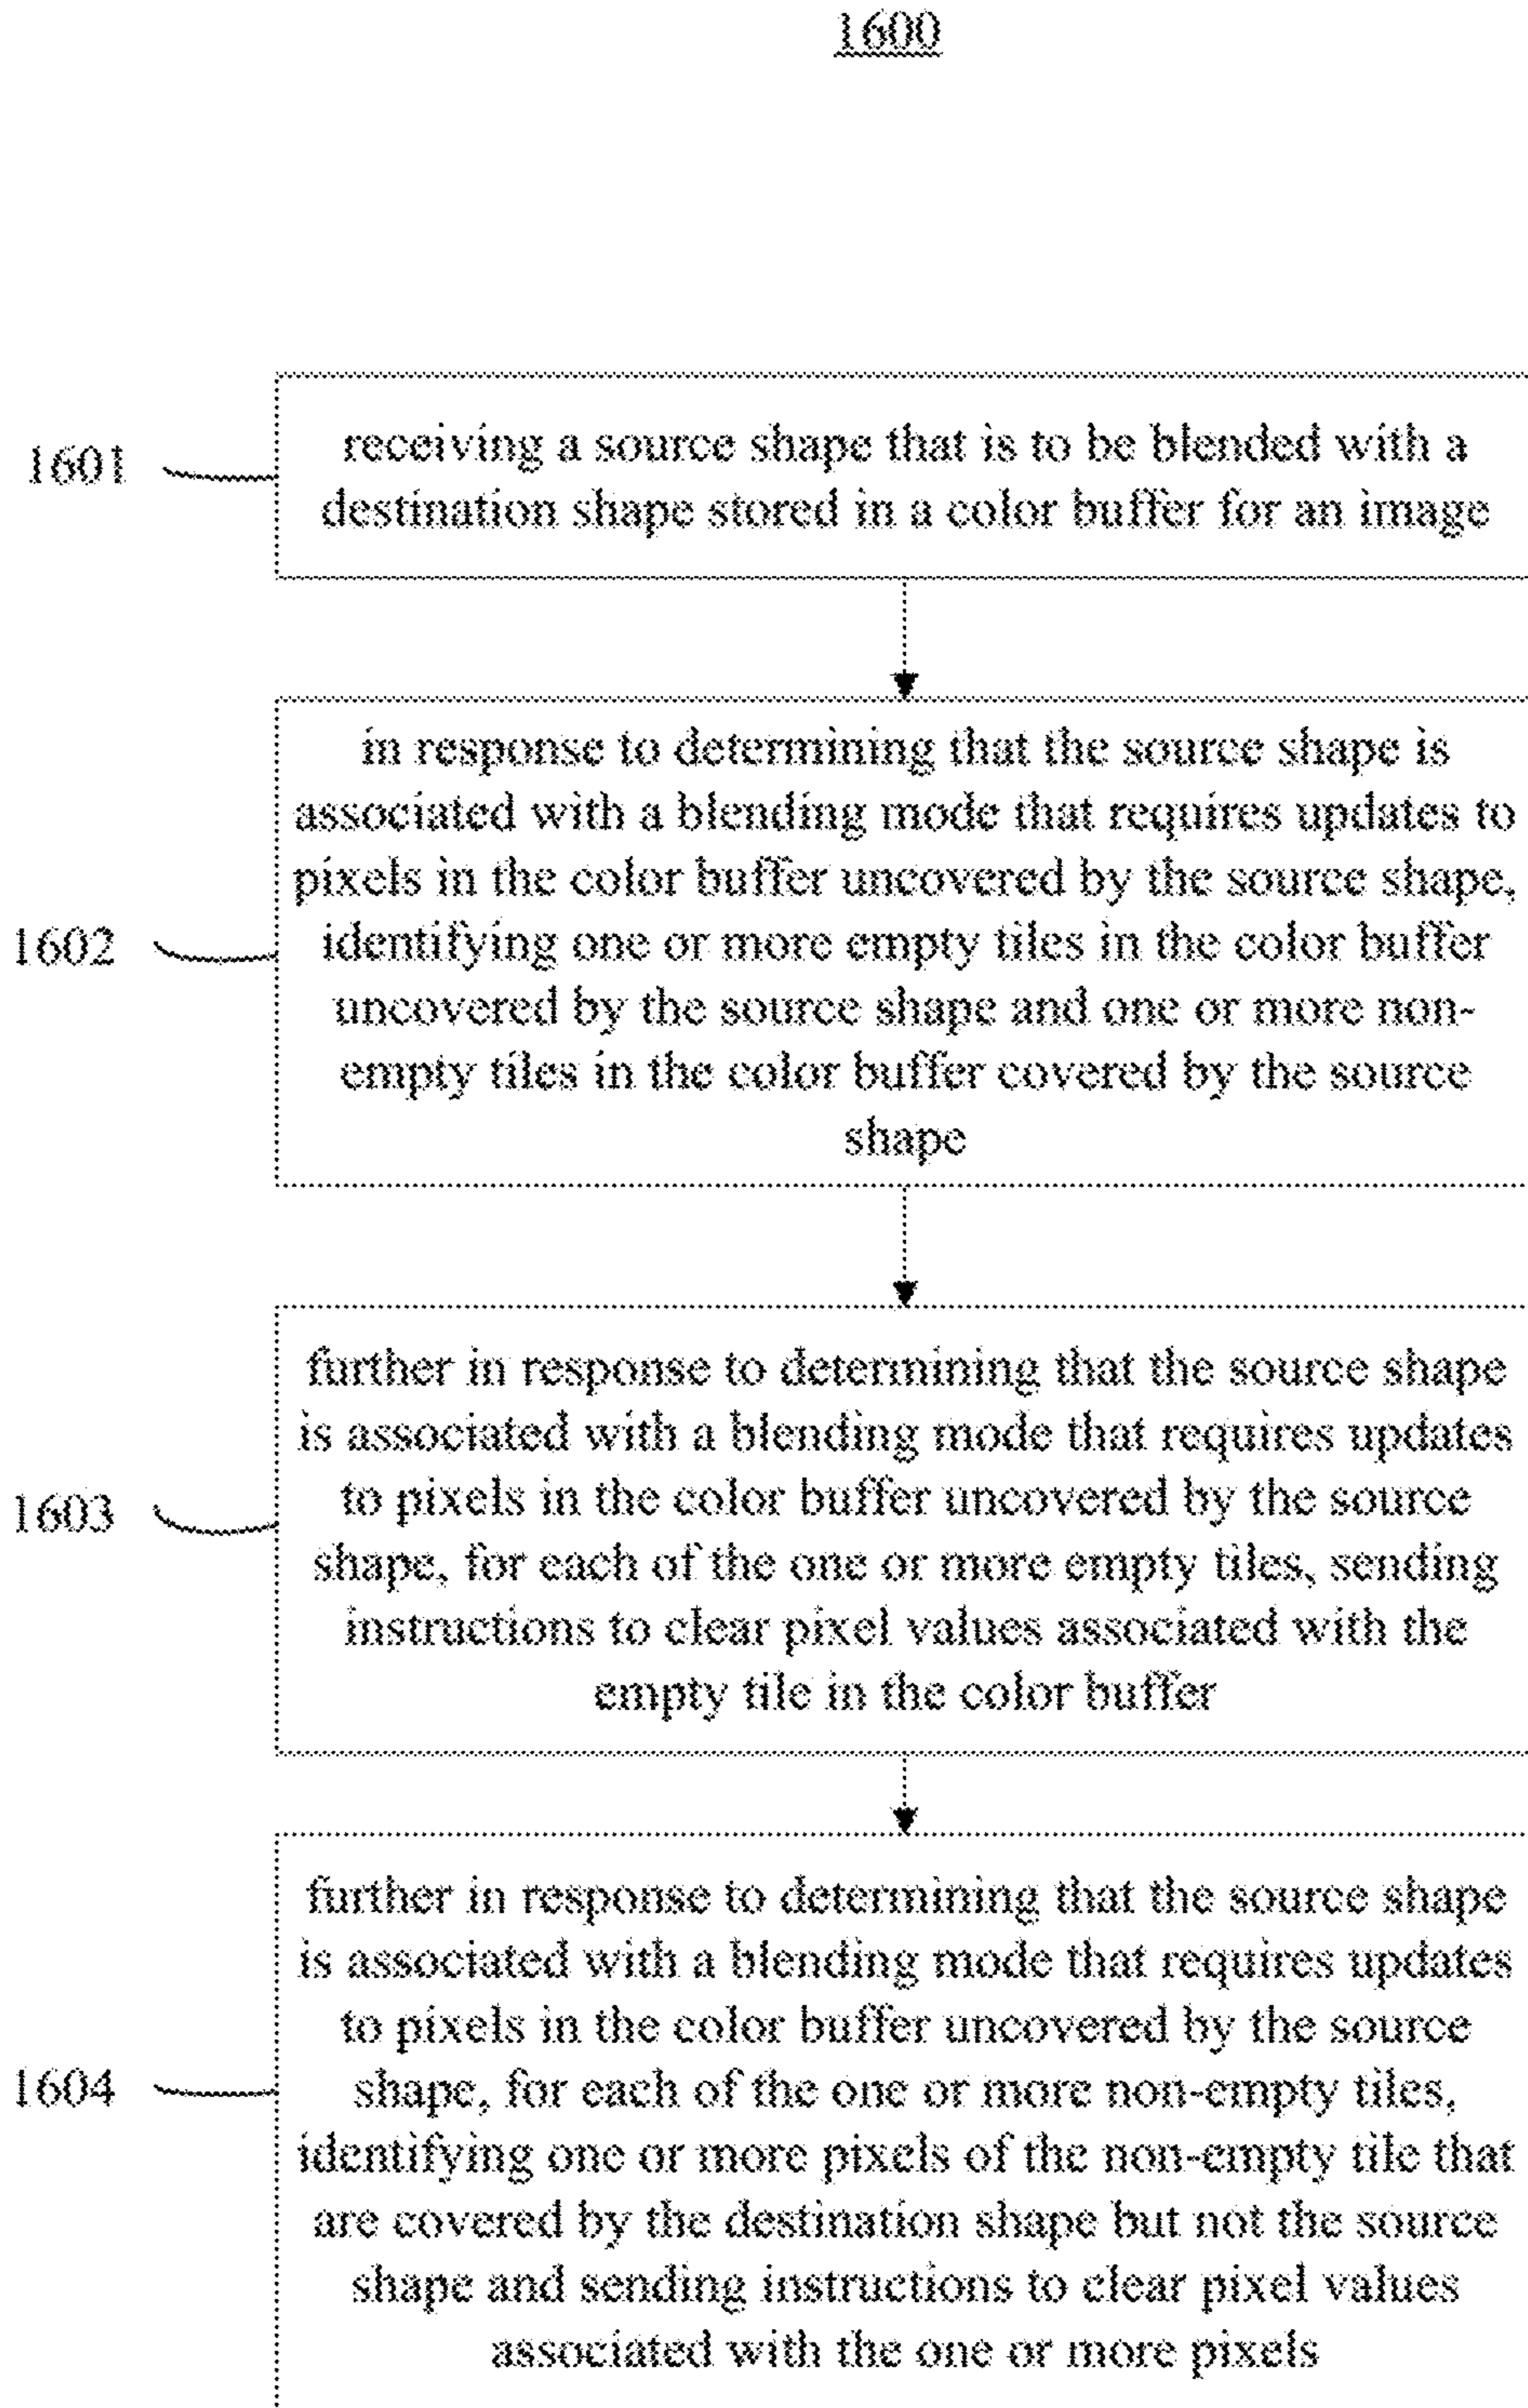 1600
1601
receiving a source shape that is to be blended with a
destination shape stored in a color buffer for an image
1602
in response to determining that the source shape is
associated with a blending mode that requires updates to
pixels in the color buffer uncovered by the source shape,
identifying one or more empty tiles in the color buffer
uncovered by the source shape and one or more non-
empty tiles in the color buffer covered by the source
shape
1603
further in response to determining that the source shape
is associated with a blending mode that requires updates
to pixels in the color buffer uncovered by the source
shape, for each of the one or more empty tiles, sending
instructions to clear pixel values associated with the
empty tile in the color buffer
1604
further in response to determining that the source shape
is associated with a blending mode that requires updates
to pixels in the color buffer uncovered by the source
shape, for each of the one or more non-empty tiles,
identifying one or more pixels of the non-empty tile that
are covered by the destination shape but not the source
shape and sending instructions to clear pixel values
associated with the one or more pixels